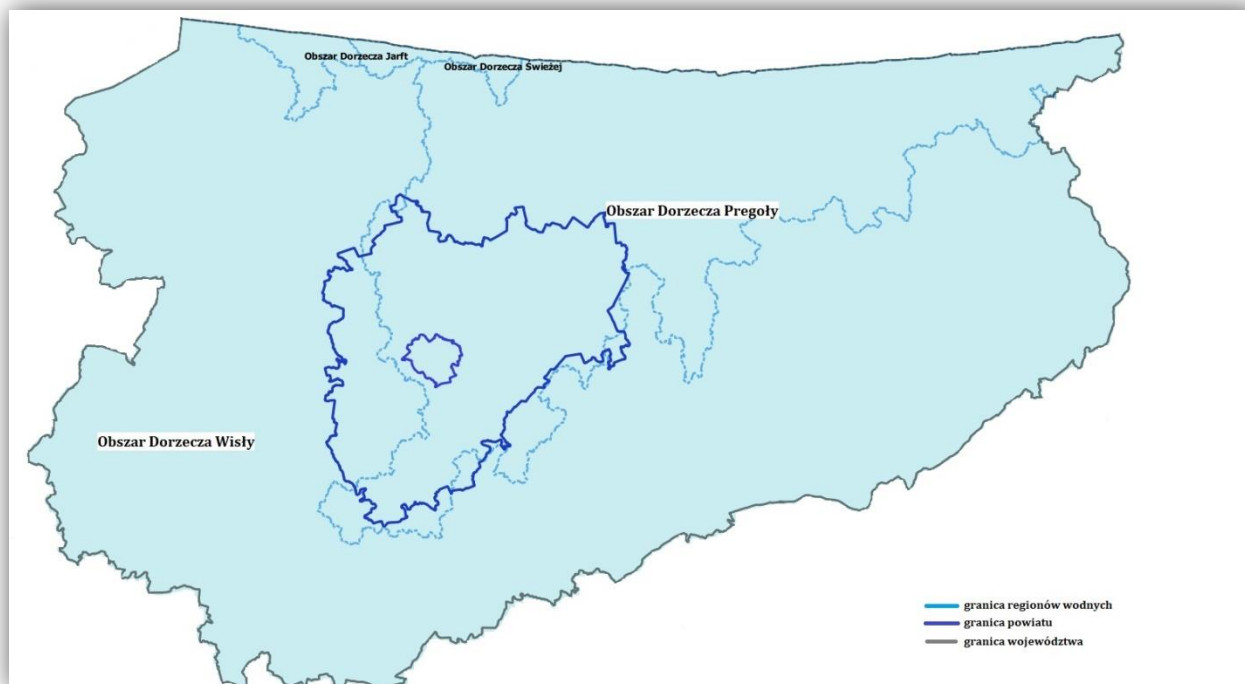 Obszar Dorzecza Jarft
Obszar Dorzecza Świeżej
Obszar Dorzecza Pregoły
Obszar Dorzecza Wisły
granica regionów wodnych
granica powiatu
granica województwa